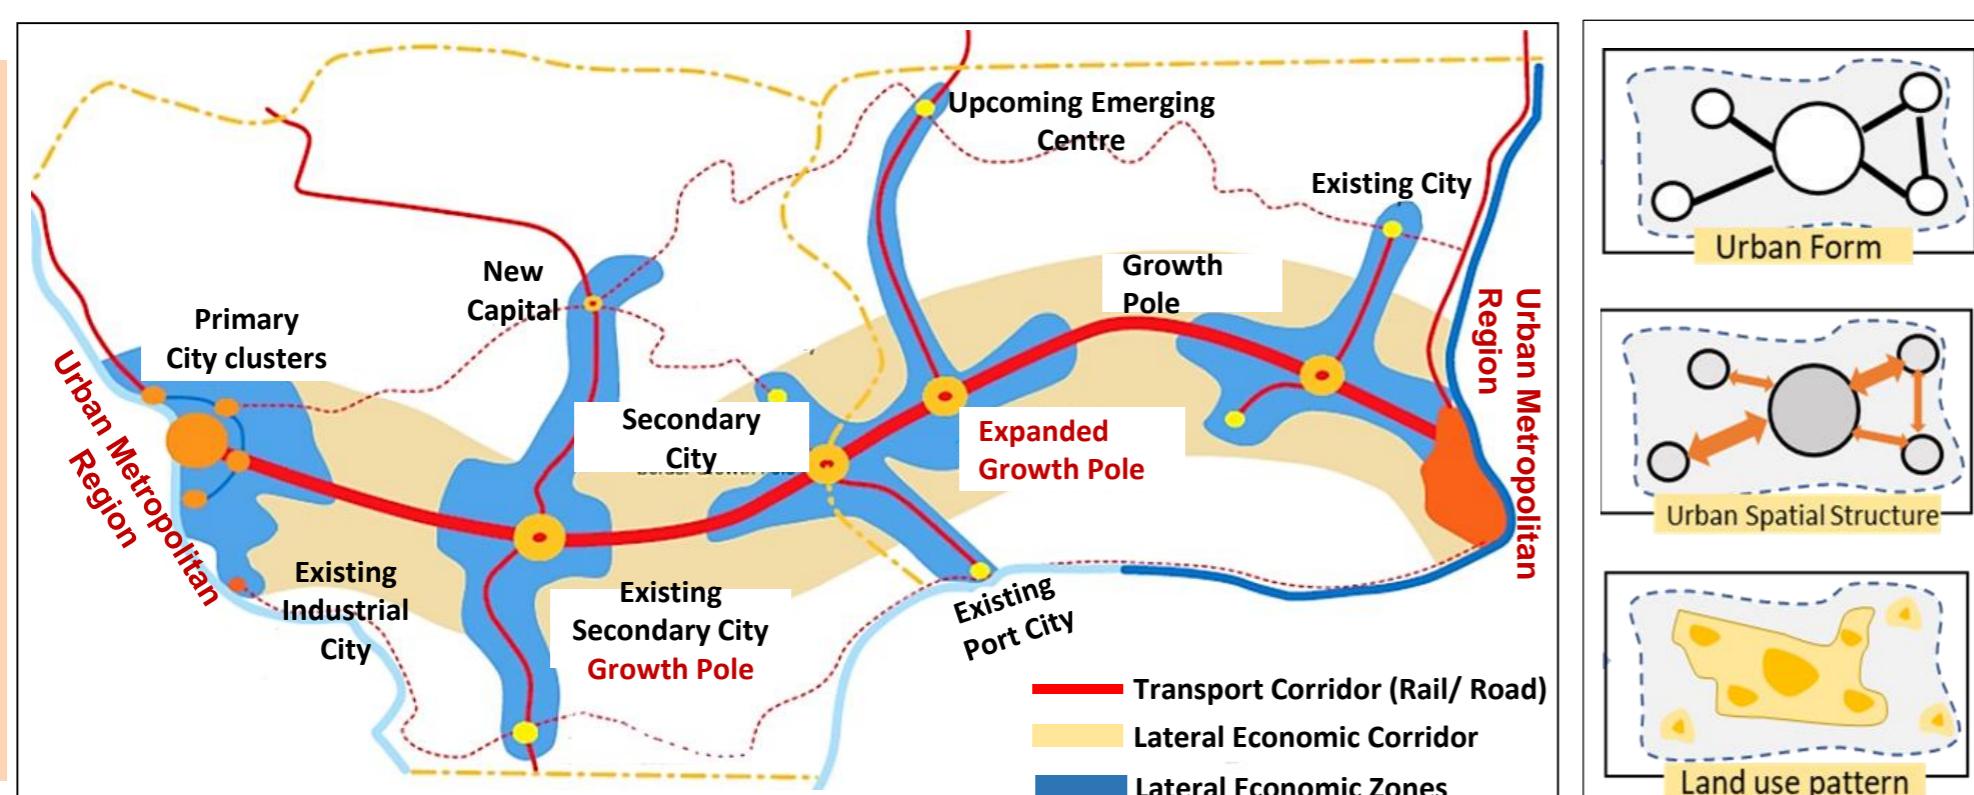 Upcoming Emerging
Centre
Existing City
New
Capital
Growth
Pole
Primary
City clusters
Urban Metropolitan
Region
Urban Metropolitan
Region
Secondary
City
Expanded
Growth Pole
Existing
Industrial
City
Existing
Secondary City
Growth Pole
Existing
Port City
Transport Corridor (Rail/ Road)
Lateral Economic Corridor
Lateral Economic Zones
Urban Form
Urban Spatial Structure
Land use pattern